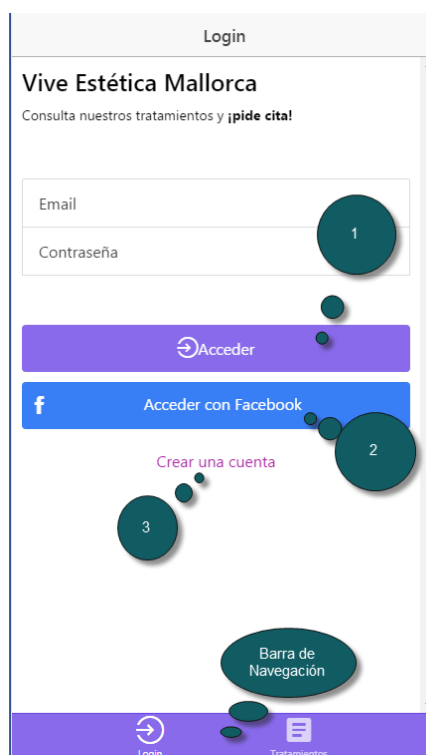 Login
Vive Estética Mallorca
Consulta nuestros tratamientos y ¡pide cita!
Email
1
Contraseña
Acceder
f Acceder con Facebook
2
Crear una cuenta
3
Barra de
Navegación
Login Tratamientos